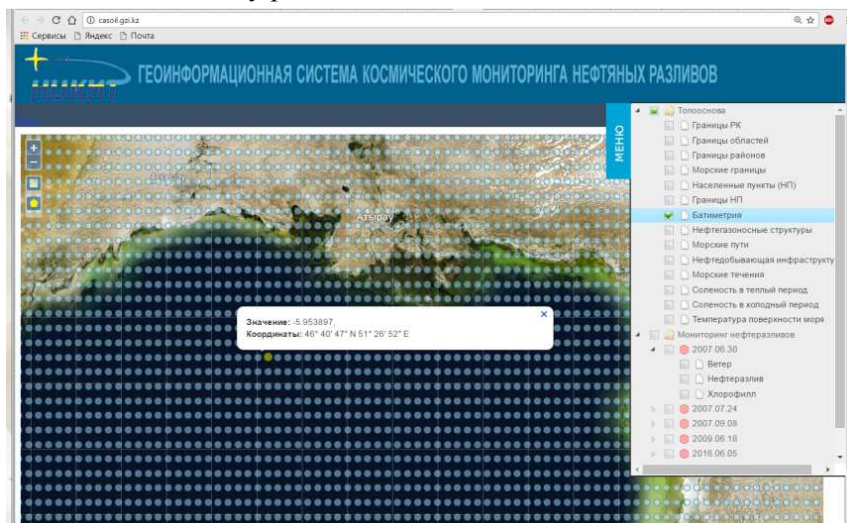 casoil.gzi.kz
Сервисы Яндекс Почта
ГЕОИНФОРМАЦИОННАЯ СИСТЕМА КОСМИЧЕСКОГО МОНИТОРИНГА НЕФТЯНЫХ РАЗЛИВОВ
МЕНЮ
Топооснова
Границы РК
Границы областей
Границы районов
Морские границы
Населенные пункты (НП)
Границы НП
Батиметрия
Нефтегазоносные структуры
Морские пути
Нефтедобывающая инфраструкту
Морские течения
Соленость в теплый период
Соленость в холодный период
Температура поверхности моря
Мониторинг нефтеразливов
2007.06.30
Ветер
Нефтеразлив
Хлорофилл
2007.07.24
2007.09.08
2009.06.18
2016.06.05
+
−
Атырау
Значение: -5.953897,
Координаты: 46° 40' 47" N 51° 26' 52" E